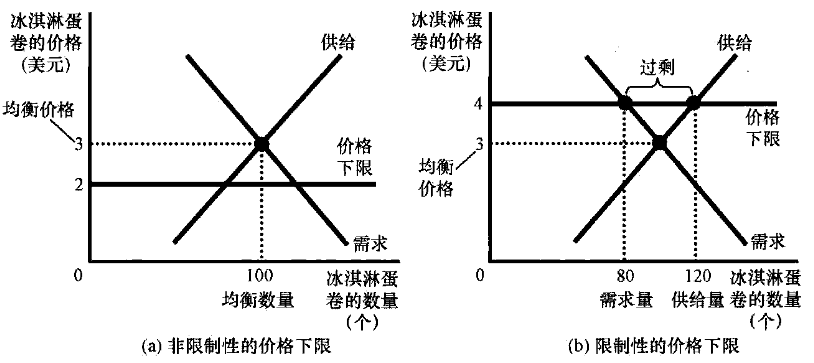 冰淇淋蛋
卷的价格
(美元)
供给
均衡价格
3
价格
下限
2
需求
0
100
均衡数量
冰淇淋蛋
卷的数量
(个)
(a) 非限制性的价格下限
冰淇淋蛋
卷的价格
(美元)
过剩
供给
4
价格
下限
3
均衡
价格
需求
0
80
120
需求量
供给量
冰淇淋蛋
卷的数量
(个)
(b) 限制性的价格下限